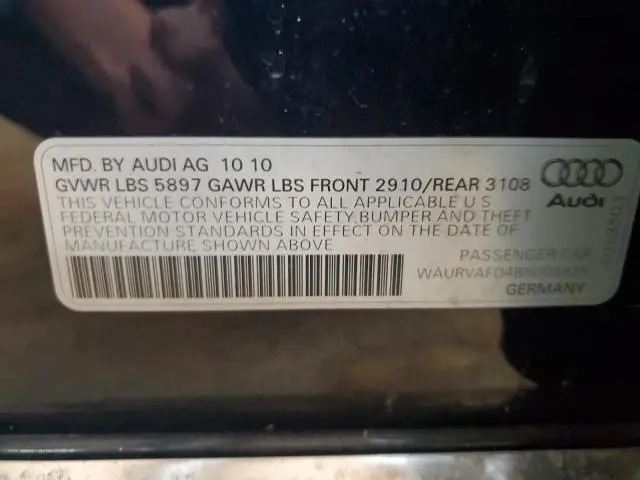 MFD. BY AUDI AG 10 10
GVWR LBS 5897 GAWR LBS FRONT 2910/REAR 3108
THIS VEHICLE CONFORMS TO ALL APPLICABLE U S
FEDERAL MOTOR VEHICLE SAFETY,BUMPER AND THEFT
PREVENTION STANDARDS IN EFFECT ON THE DATE OF
MANUFACTURE SHOWN ABOVE
Audi
PASSENGER CAR
GERMANY